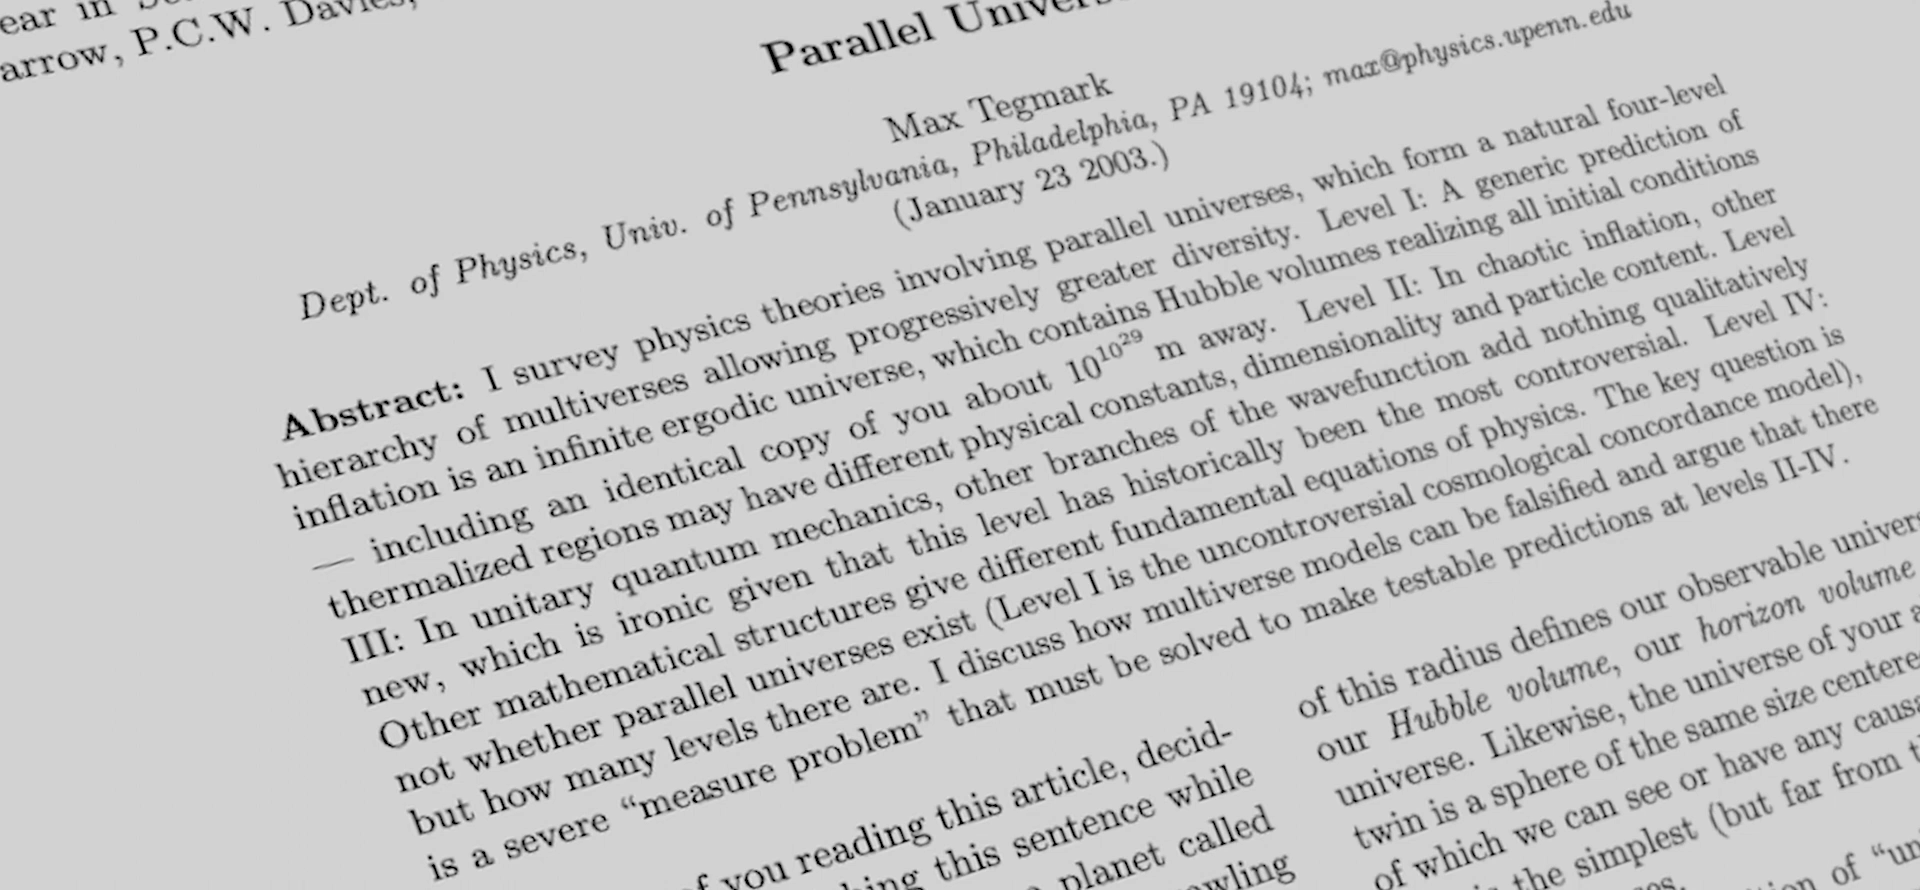 ear in
arrow, P.C.W. Davies,
Parallel
Max Tegmark
Dept. of Physics, Univ. of Pennsylvania, Philadelphia, PA 19104; max@physics.upenn.edu
(January 23 2003.)
Abstract: I survey physics theories involving parallel universes, which form a natural four-level
hierarchy of multiverses allowing progressively greater diversity. Level I: A generic prediction of
inflation is an infinite ergodic universe, which contains Hubble volumes realizing all initial conditions
— including an identical copy of you about 10^10^29 m away. Level II: In chaotic inflation, other
thermalized regions may have different physical constants, dimensionality and particle content. Level
III: In unitary quantum mechanics, other branches of the wavefunction add nothing qualitatively
new, which is ironic given that this level has historically been the most controversial. Level IV:
Other mathematical structures give different fundamental equations of physics. The key question is
not whether parallel universes exist (Level I is the uncontroversial cosmological concordance model),
but how many levels there are. I discuss how multiverse models can be falsified and argue that there
is a severe “measure problem” that must be solved to make testable predictions at levels II-IV.
you reading this article, decid-
this sentence while
planet called
of this radius defines our observable
our Hubble volume, our horizon volume
universe. Likewise, the universe of your
twin is a sphere of the same size
of which we can see or have any
the simplest (but far from
of